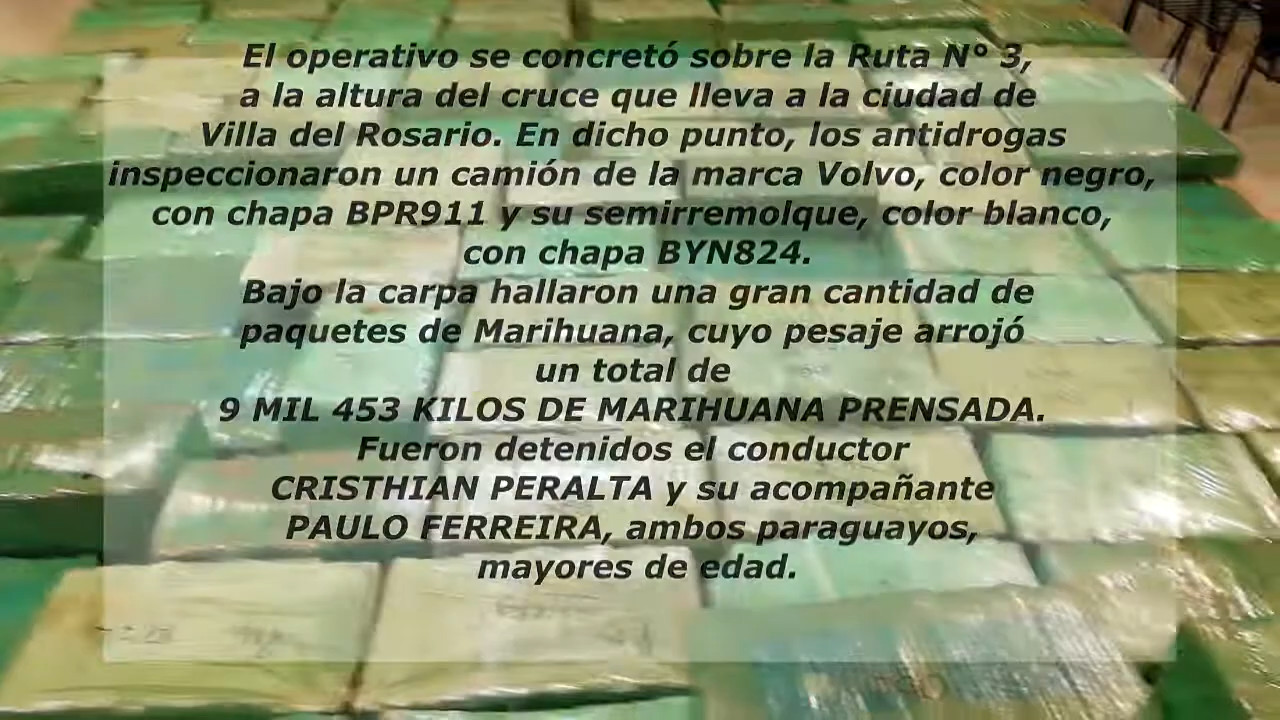 El operativo se concretó sobre la Ruta N° 3,
a la altura del cruce que lleva a la ciudad de
Villa del Rosario. En dicho punto, los antidrogas
inspeccionaron un camión de la marca Volvo, color negro,
con chapa BPR911 y su semirremolque, color blanco,
con chapa BYN824.
Bajo la carpa hallaron una gran cantidad de
paquetes de Marihuana, cuyo pesaje arrojó
un total de
9 MIL 453 KILOS DE MARIHUANA PRENSADA.
Fueron detenidos el conductor
CRISTHIAN PERALTA y su acompañante
PAULO FERREIRA, ambos paraguayos,
mayores de edad.